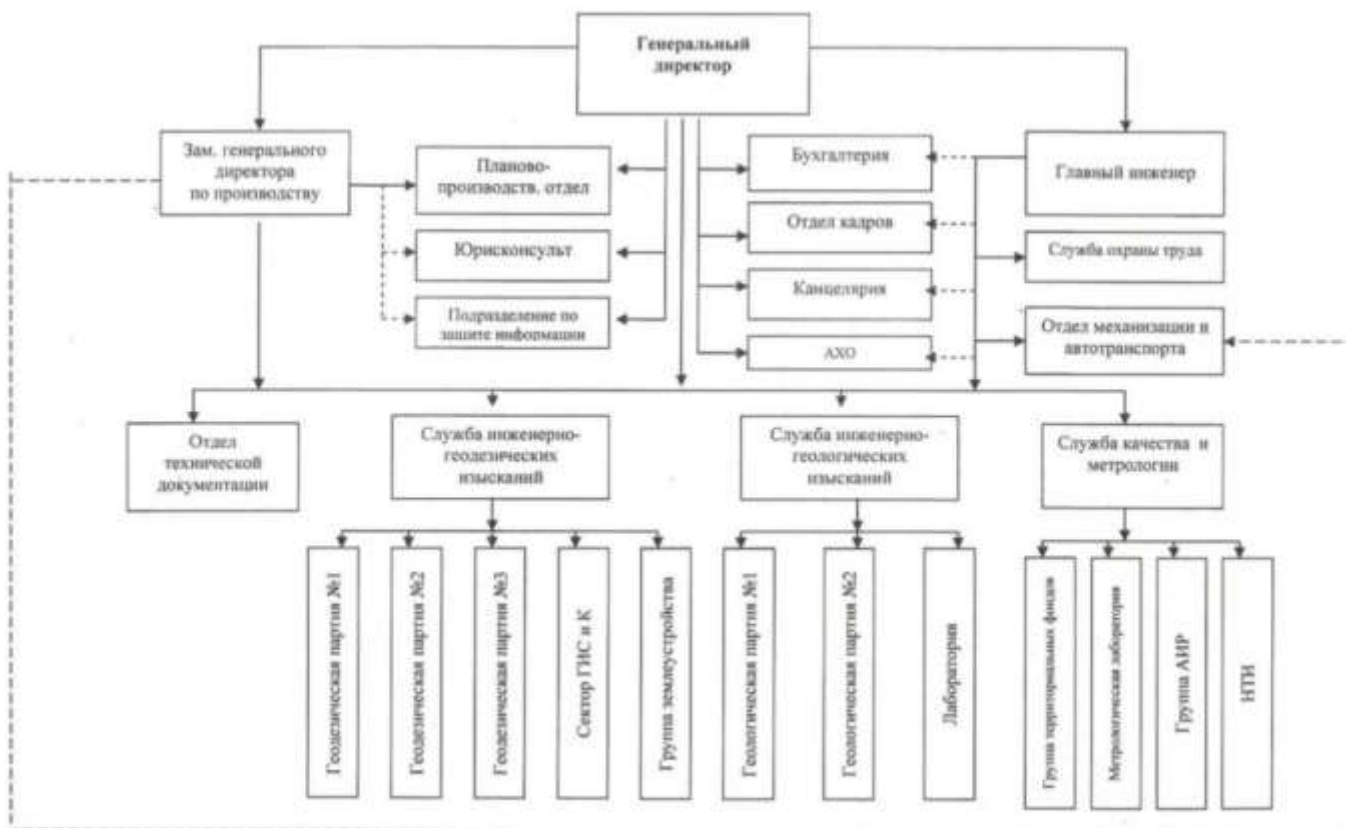 Генеральный
директор
Зам. генерального
директора
по производству
Планово-
производств. отдел
Юрисконсульт
Подразделение по
защите информации
Бухгалтерия
Отдел кадров
Канцелярия
АХО
Главный инженер
Служба охраны труда
Отдел механизации и
автотранспорта
Отдел
технической
документации
Служба инженерно-
геодезических
изысканий
Служба инженерно-
геологических
изысканий
Служба качества и
метрологии
Геодезическая партия №1
Геодезическая партия №2
Геодезическая партия №3
Сектор ГИС и К
Группа землеустройства
Геологическая партия №1
Геологическая партия №2
Лаборатория
Группа территориальных фондов
Метрологическая лаборатория
Группа АИР
НТИ